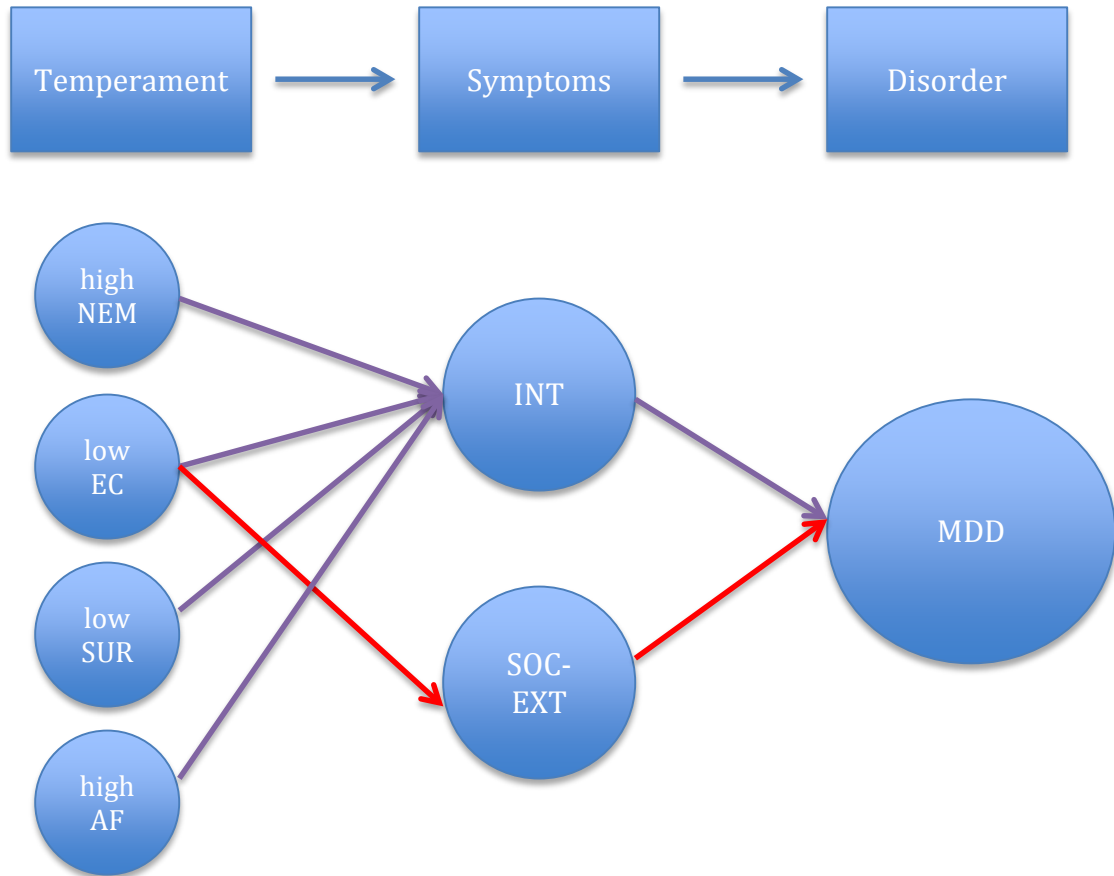 Temperament
Symptoms
Disorder
high
NEM
low
EC
low
SUR
high
AF
INT
SOC-
EXT
MDD